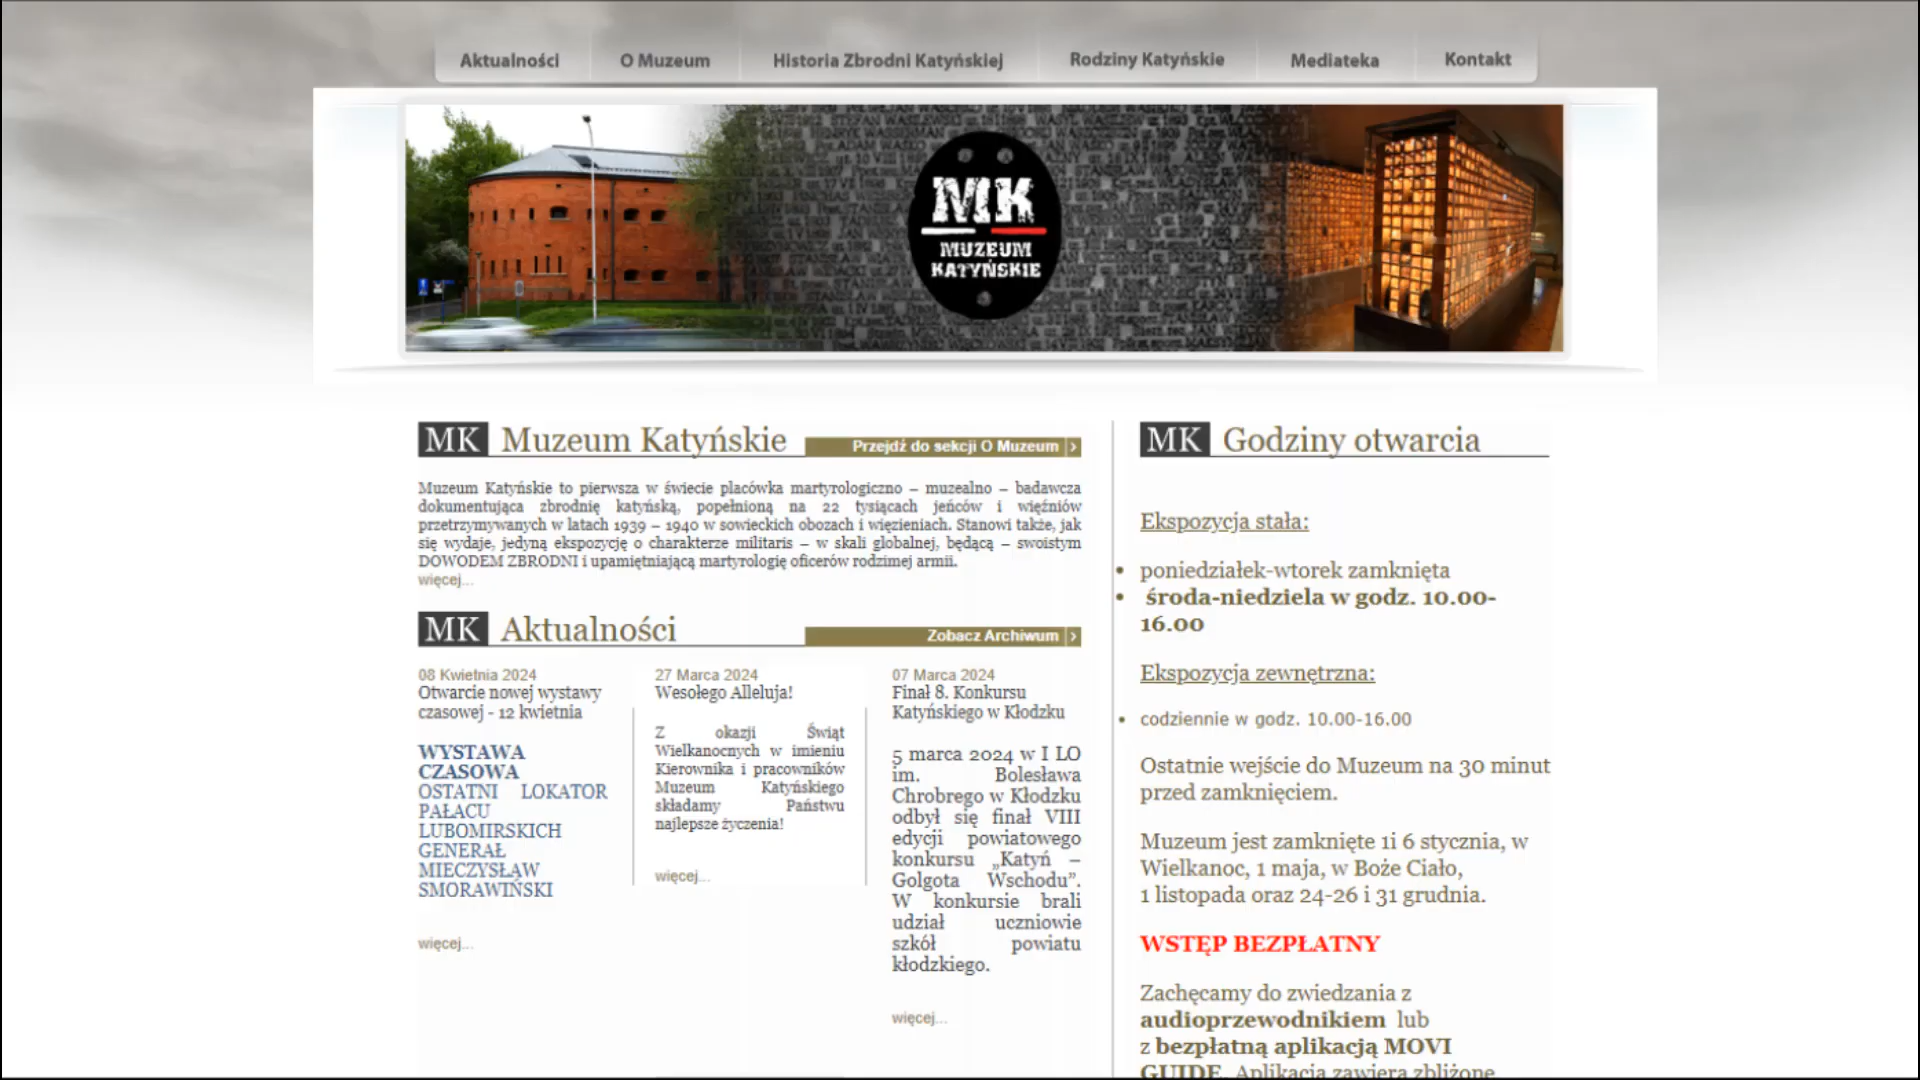 Aktualności
O Muzeum
Historia Zbrodni Katyńskiej
Rodziny Katyńskie
Mediateka
Kontakt
MK
MUZEUM
KATYŃSKIE
MK Muzeum Katyńskie
Przejdź do sekcji O Muzeum
Muzeum Katyńskie to pierwsza w świecie placówka martyrologiczno – muzealno – badawcza
dokumentująca zbrodnię katyńską, popełnioną na 22 tysiącach jeńców i więźniów
przetrzymywanych w latach 1939 – 1940 w sowieckich obozach i więzieniach. Stanowi także, jak
się wydaje, jedyną ekspozycję o charakterze militaris – w skali globalnej, będącą – swoistym
DOWODEM ZBRODNI i upamiętniającą martyrologię oficerów rodzimej armii.
więcej...
MK Aktualności
Zobacz Archiwum
08 Kwietnia 2024
Otwarcie nowej wystawy
czasowej - 12 kwietnia
WYSTAWA
CZASOWA
OSTATNI LOKATOR
PAŁACU
LUBOMIRSKICH
GENERAŁ
MIECZYSŁAW
SMORAWIŃSKI
więcej...
27 Marca 2024
Wesołego Alleluja!
Z okazji Świąt
Wielkanocnych w imieniu
Kierownika i pracowników
Muzeum Katyńskiego
składamy Państwu
najlepsze życzenia!
więcej...
07 Marca 2024
Finał 8. Konkursu
Katyńskiego w Kłodzku
5 marca 2024 w I LO
im. Bolesława
Chrobrego w Kłodzku
odbył się finał VIII
edycji powiatowego
konkursu „Katyń –
Golgota Wschodu”.
W konkursie brali
udział uczniowie
szkół powiatu
kłodzkiego.
więcej...
MK Godziny otwarcia
Ekspozycja stała:
poniedziałek-wtorek zamknięta
środa-niedziela w godz. 10.00-
16.00
Ekspozycja zewnętrzna:
codziennie w godz. 10.00-16.00
Ostatnie wejście do Muzeum na 30 minut
przed zamknięciem.
Muzeum jest zamknięte 1i 6 stycznia, w
Wielkanoc, 1 maja, w Boże Ciało,
1 listopada oraz 24-26 i 31 grudnia.
WSTĘP BEZPŁATNY
Zachęcamy do zwiedzania z
audioprzewodnikiem lub
z bezpłatną aplikacją MOVI
GUIDE. Aplikacja zawiera zbliżone